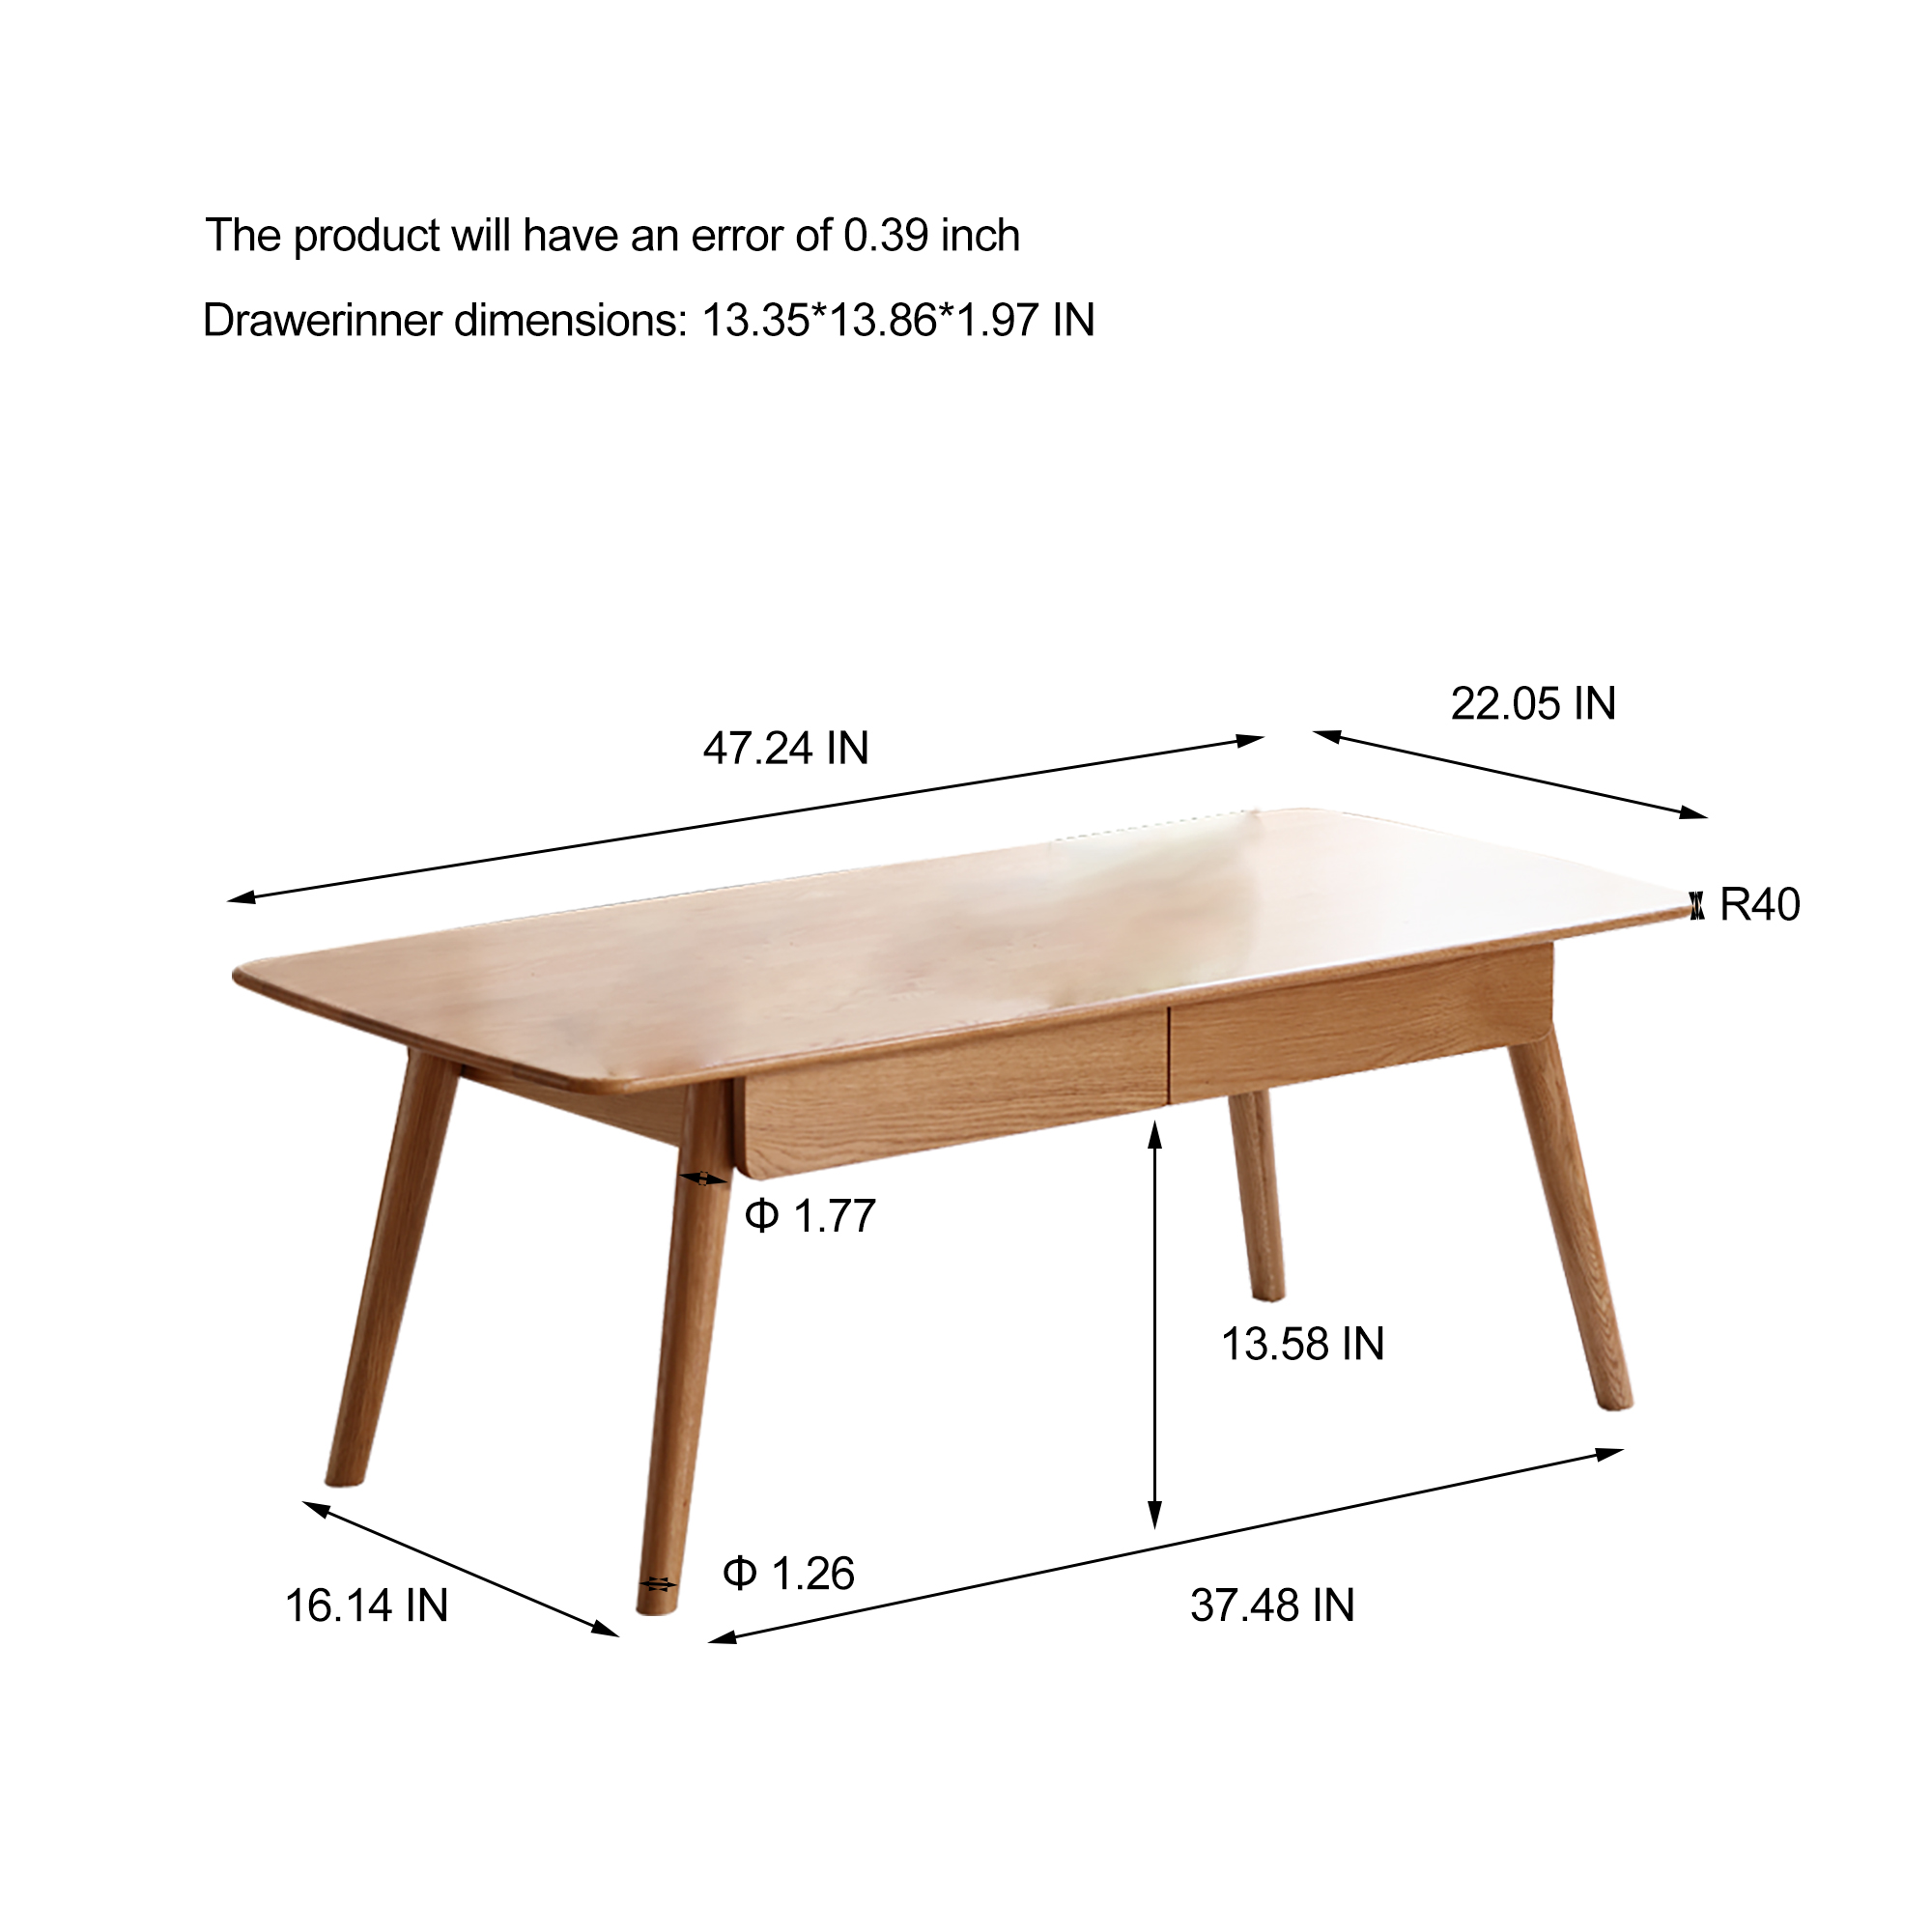 The product will have an error of 0.39 inch
Drawerinner dimensions: 13.35*13.86*1.97 IN
22.05 IN
47.24 IN
R40
Φ 1.77
13.58 IN
Φ 1.26
16.14 IN
37.48 IN